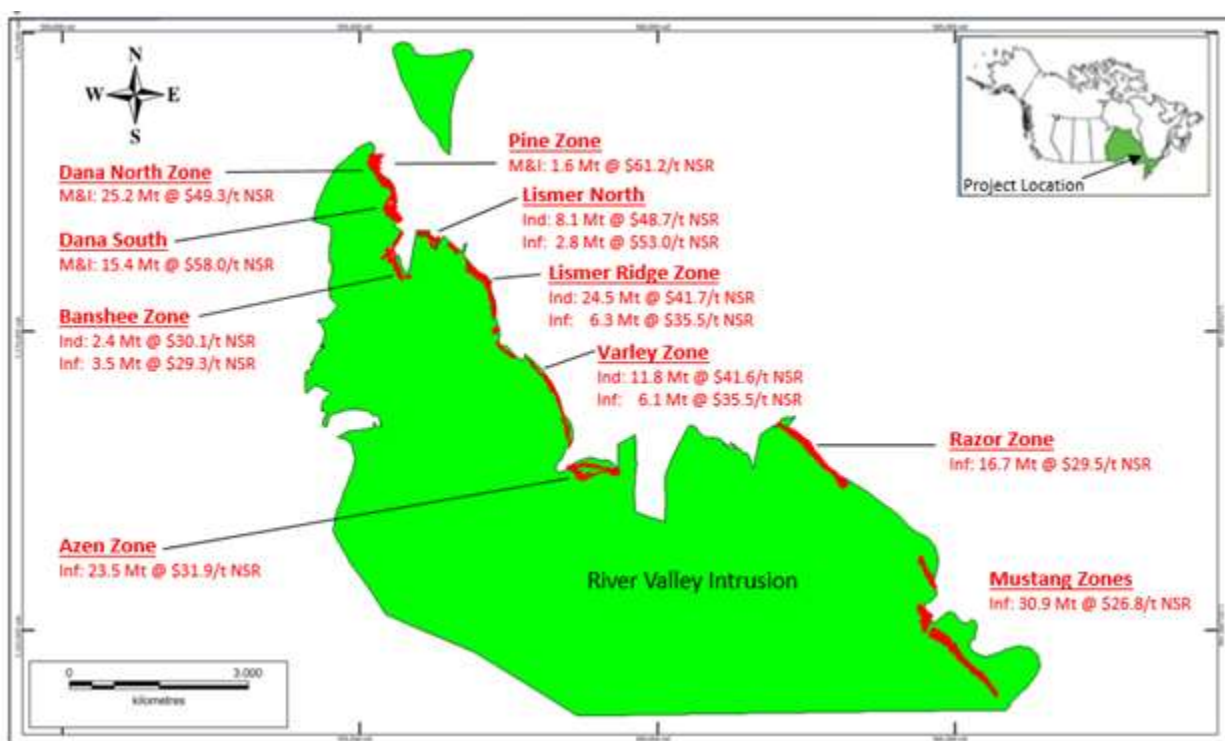 N
W E
S
Project Location
Pine Zone
M&I: 1.6 Mt @ $61.2/t NSR
Dana North Zone
M&I: 25.2 Mt @ $49.3/t NSR
Lismer North
Ind: 8.1 Mt @ $48.7/t NSR
Inf: 2.8 Mt @ $53.0/t NSR
Dana South
M&I: 15.4 Mt @ $58.0/t NSR
Lismer Ridge Zone
Ind: 24.5 Mt @ $41.7/t NSR
Inf: 6.3 Mt @ $35.5/t NSR
Banshee Zone
Ind: 2.4 Mt @ $30.1/t NSR
Inf: 3.5 Mt @ $29.3/t NSR
Varley Zone
Ind: 11.8 Mt @ $41.6/t NSR
Inf: 6.1 Mt @ $35.5/t NSR
Razor Zone
Inf: 16.7 Mt @ $29.5/t NSR
Azen Zone
Inf: 23.5 Mt @ $31.9/t NSR
River Valley Intrusion
Mustang Zones
Inf: 30.9 Mt @ $26.8/t NSR
0 3.000
kilometres